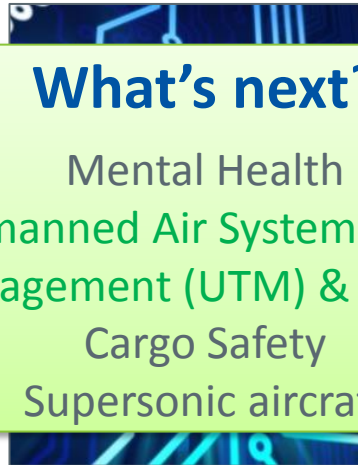 What's next?
Mental Health
manned Air System
agement (UTM) &
Cargo Safety
Supersonic aircra